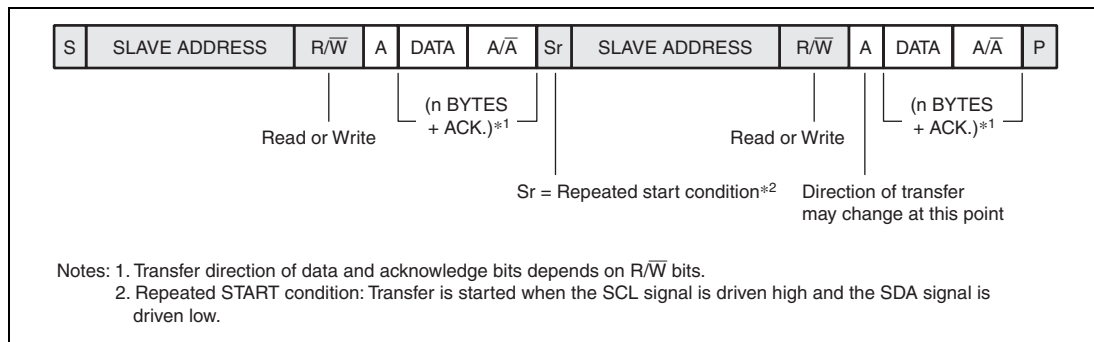 S SLAVE ADDRESS R/W̅ A DATA A/A̅ Sr SLAVE ADDRESS R/W̅ A DATA A/A̅ P
(n BYTES + ACK.)*1
(n BYTES + ACK.)*1
Read or Write
Read or Write
Sr = Repeated start condition*2
Direction of transfer
may change at this point
Notes: 1. Transfer direction of data and acknowledge bits depends on R/W̅ bits.
2. Repeated START condition: Transfer is started when the SCL signal is driven high and the SDA signal is
driven low.